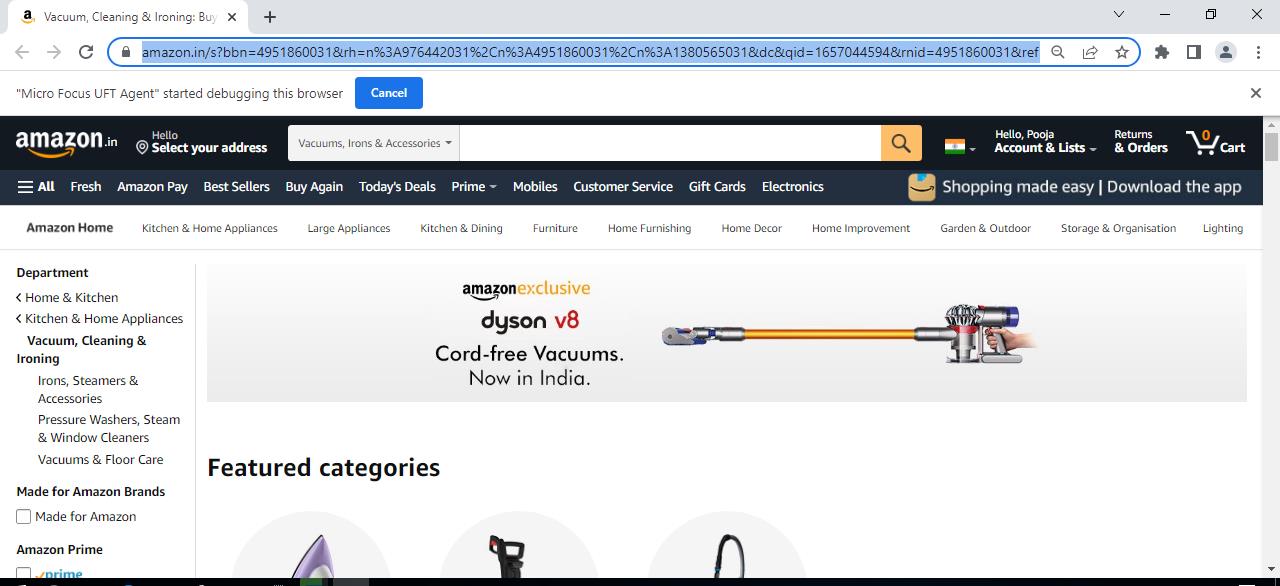 Vacuum, Cleaning & Ironing: Buy
amazon.in/s?bbn=4951860031&rh=n%3A976442031%2Cn%3A4951860031%2Cn%3A1380565031&dc&qid=1657044594&rnid=4951860031&ref
"Micro Focus UFT Agent" started debugging this browser
Cancel
amazon.in
Hello
Select your address
Vacuums, Irons & Accessories
Hello, Pooja
Account & Lists
Returns
& Orders
0
Cart
All Fresh Amazon Pay Best Sellers Buy Again Today's Deals Prime Mobiles Customer Service Gift Cards Electronics
Shopping made easy | Download the app
Amazon Home Kitchen & Home Appliances Large Appliances Kitchen & Dining Furniture Home Furnishing Home Decor Home Improvement Garden & Outdoor Storage & Organisation Lighting
Department
Home & Kitchen
Kitchen & Home Appliances
Vacuum, Cleaning &
Ironing
Irons, Steamers &
Accessories
Pressure Washers, Steam
& Window Cleaners
Vacuums & Floor Care
Made for Amazon Brands
Made for Amazon
Amazon Prime
prime
amazonexclusive
dyson v8
Cord-free Vacuums.
Now in India.
Featured categories